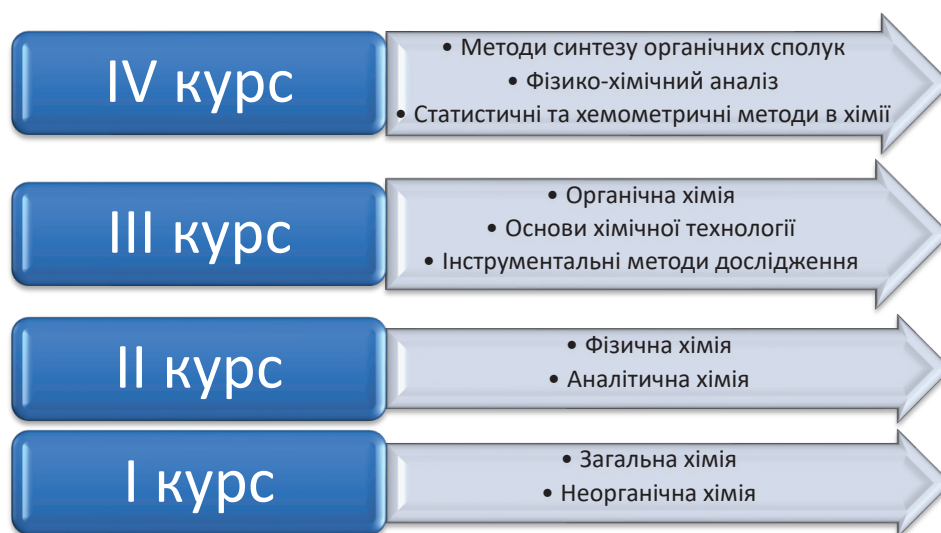 IV курс
• Методи синтезу органічних сполук
• Фізико-хімічний аналіз
• Статистичні та хемометричні методи в хімії
III курс
• Органічна хімія
• Основи хімічної технології
• Інструментальні методи дослідження
II курс
• Фізична хімія
• Аналітична хімія
I курс
• Загальна хімія
• Неорганічна хімія